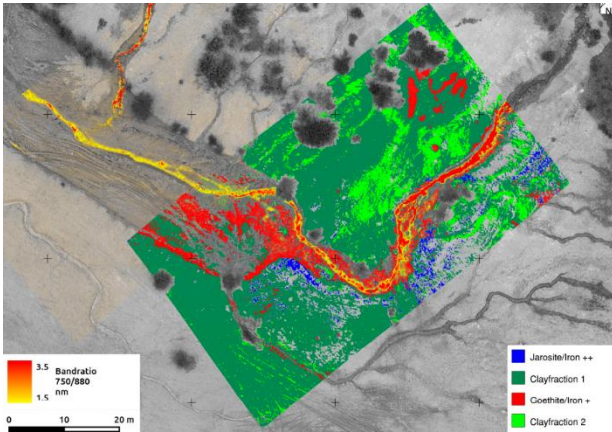 N
3.5
Bandratio
750/880
nm
1.5
0 10 20 m
Jarosite/Iron ++
Clayfraction 1
Goethite/Iron +
Clayfraction 2